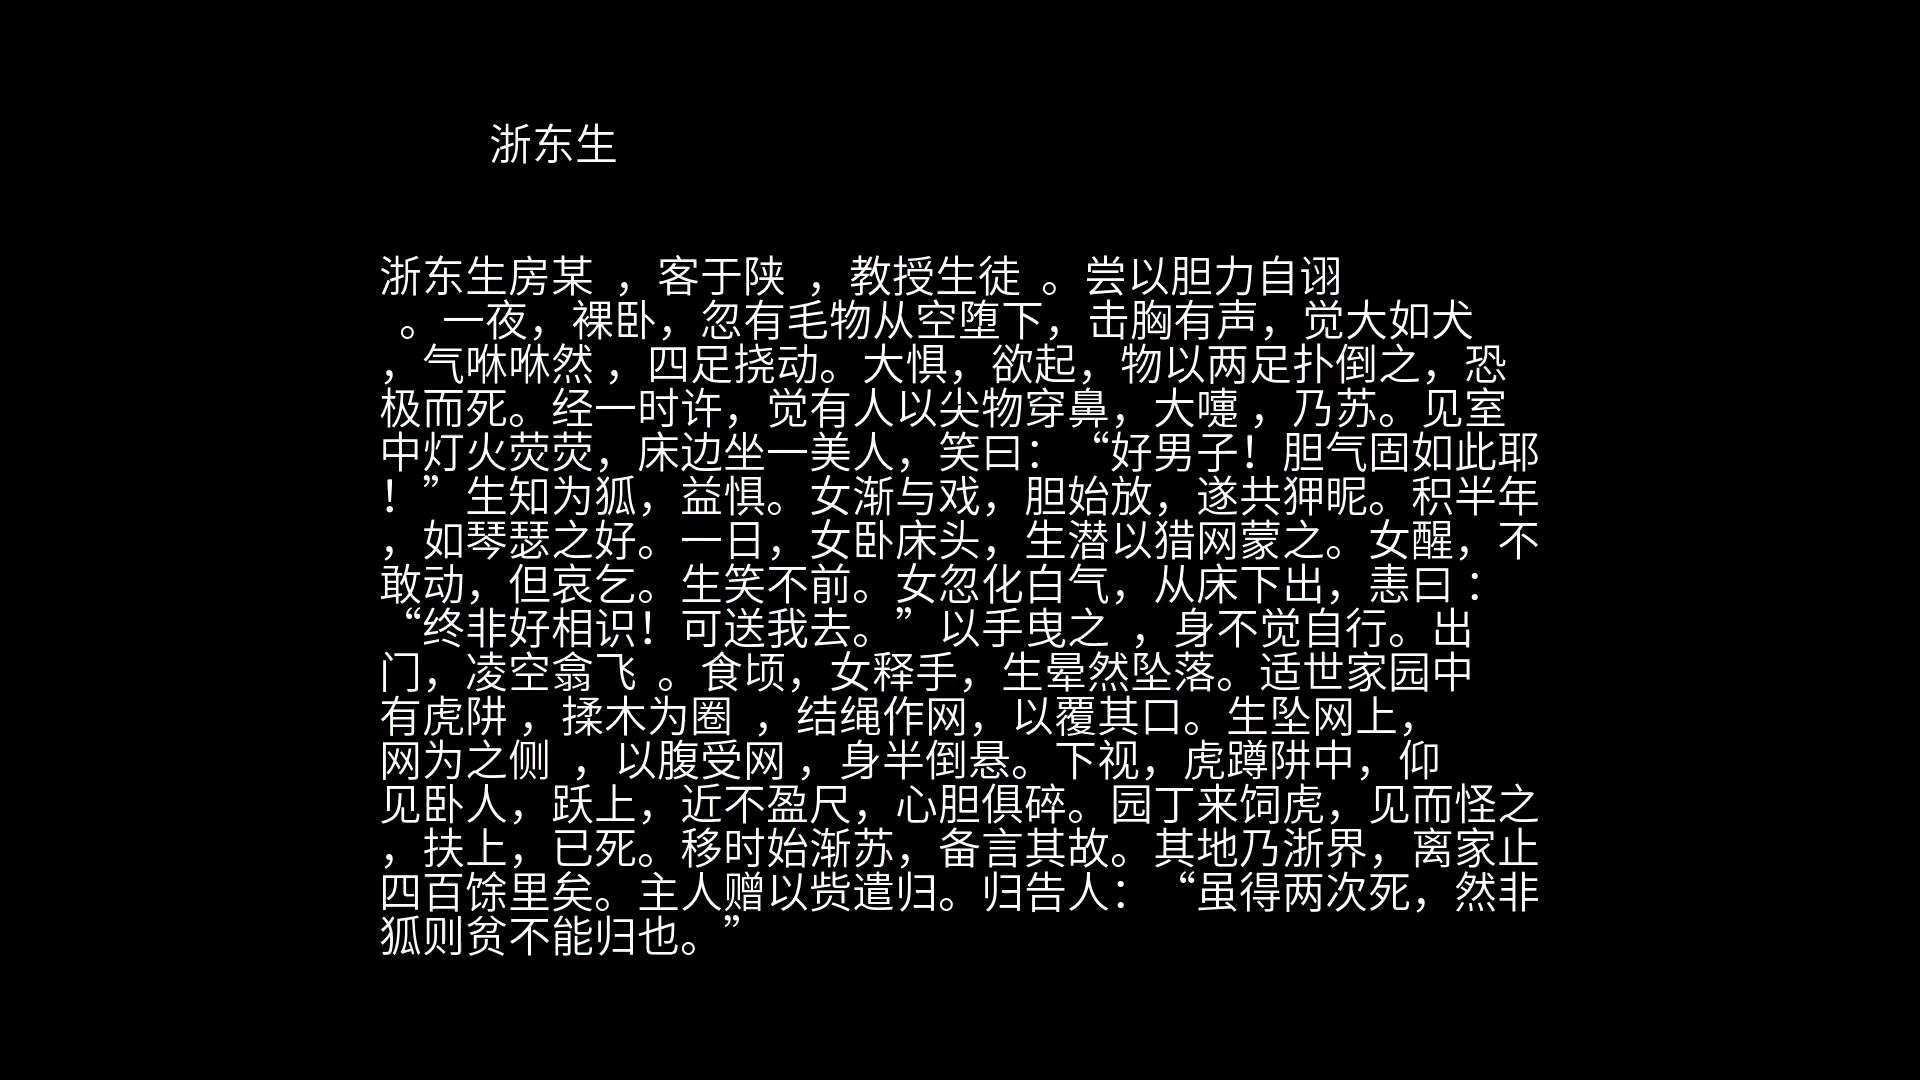 浙东生
浙东生房某 ，客于陕 ，教授生徒 。尝以胆力自诩
。一夜，裸卧，忽有毛物从空堕下，击胸有声，觉大如犬
，气咻咻然 ，四足挠动。大惧，欲起，物以两足扑倒之，恐
极而死。经一时许，觉有人以尖物穿鼻，大嚏 ，乃苏。见室
中灯火荧荧，床边坐一美人，笑曰：“好男子！胆气固如此耶
！”生知为狐，益惧。女渐与戏，胆始放，遂共狎昵。积半年
，如琴瑟之好。一日，女卧床头，生潜以猎网蒙之。女醒，不
敢动，但哀乞。生笑不前。女忽化白气，从床下出，恚曰 ：
“终非好相识！可送我去。”以手曳之 ，身不觉自行。出
门，凌空翕飞 。食顷，女释手，生晕然坠落。适世家园中
有虎阱 ，揉木为圈 ，结绳作网，以覆其口。生坠网上，
网为之侧 ，以腹受网 ，身半倒悬。下视，虎蹲阱中，仰
见卧人，跃上，近不盈尺，心胆俱碎。园丁来饲虎，见而怪之
，扶上，已死。移时始渐苏，备言其故。其地乃浙界，离家止
四百馀里矣。主人赠以赀遣归。归告人：“虽得两次死，然非
狐则贫不能归也。”